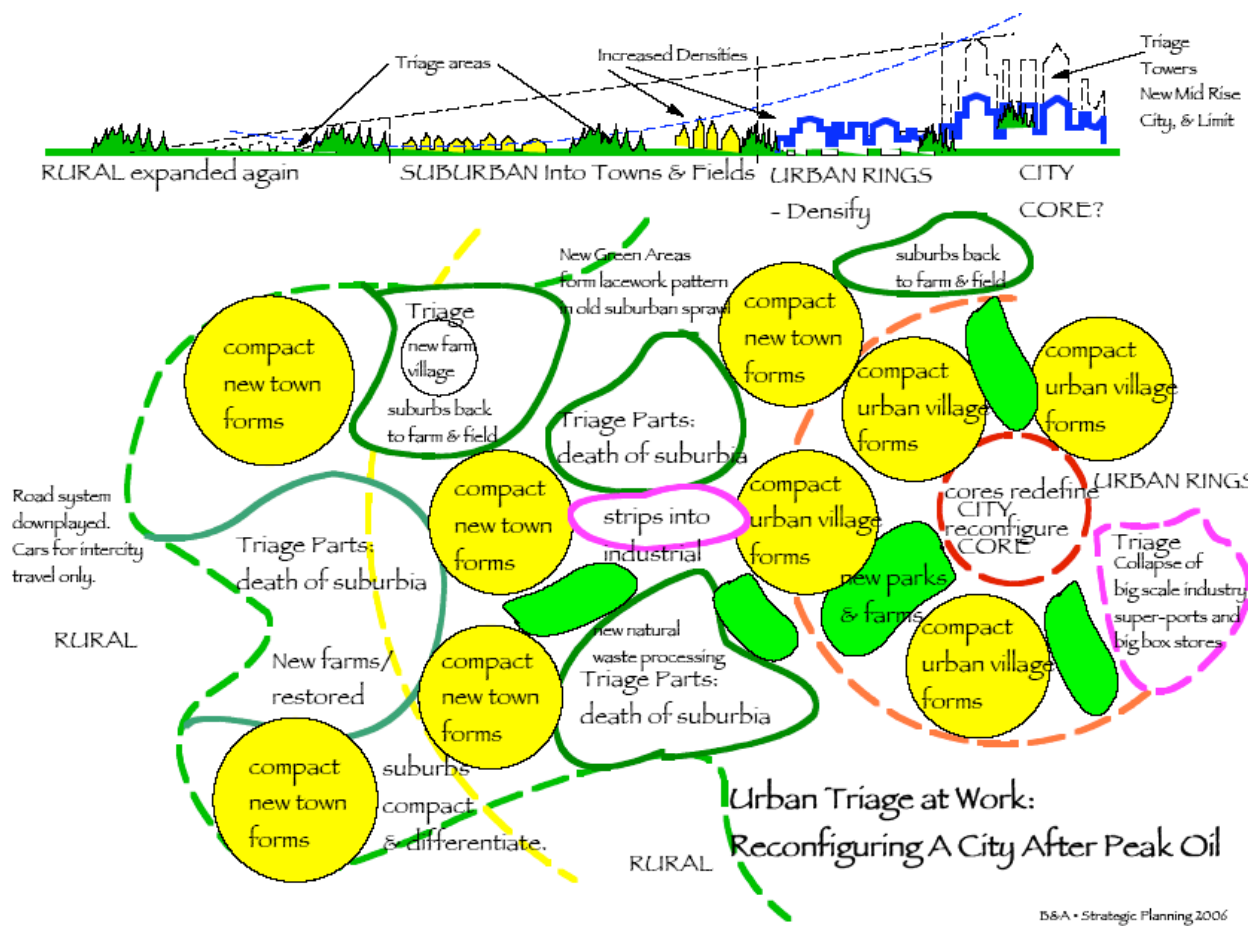 Triage areas
Increased Densities
Triage
Towers
New Mid Rise
City, & Limit
RURAL expanded again
SUBURBAN Into Towns & Fields
URBAN RINGS
- Densify
CITY
CORE?
New Green Areas
form lacework pattern
in old suburban sprawl
suburbs back
to farm & field
compact
new town
forms
Triage
new farm
village
suburbs back
to farm & field
compact
new town
forms
compact
urban village
forms
compact
urban village
forms
Triage Parts:
death of suburbia
Road system
downplayed.
Cars for intercity
travel only.
RURAL
Triage Parts:
death of suburbia
compact
new town
forms
strips into
industrial
compact
urban village
forms
cores redefine
CITY
reconfigure
CORE
URBAN RINGS
Triage
Collapse of
big scale industry
super-ports and
big box stores
new parks
& farms
New farms/
restored
compact
new town
forms
new natural
waste processing
Triage Parts:
death of suburbia
compact
urban village
forms
compact
new town
forms
suburbs
compact
& differentiate.
RURAL
Urban Triage at Work:
Reconfiguring A City After Peak Oil
B&A • Strategic Planning 2006